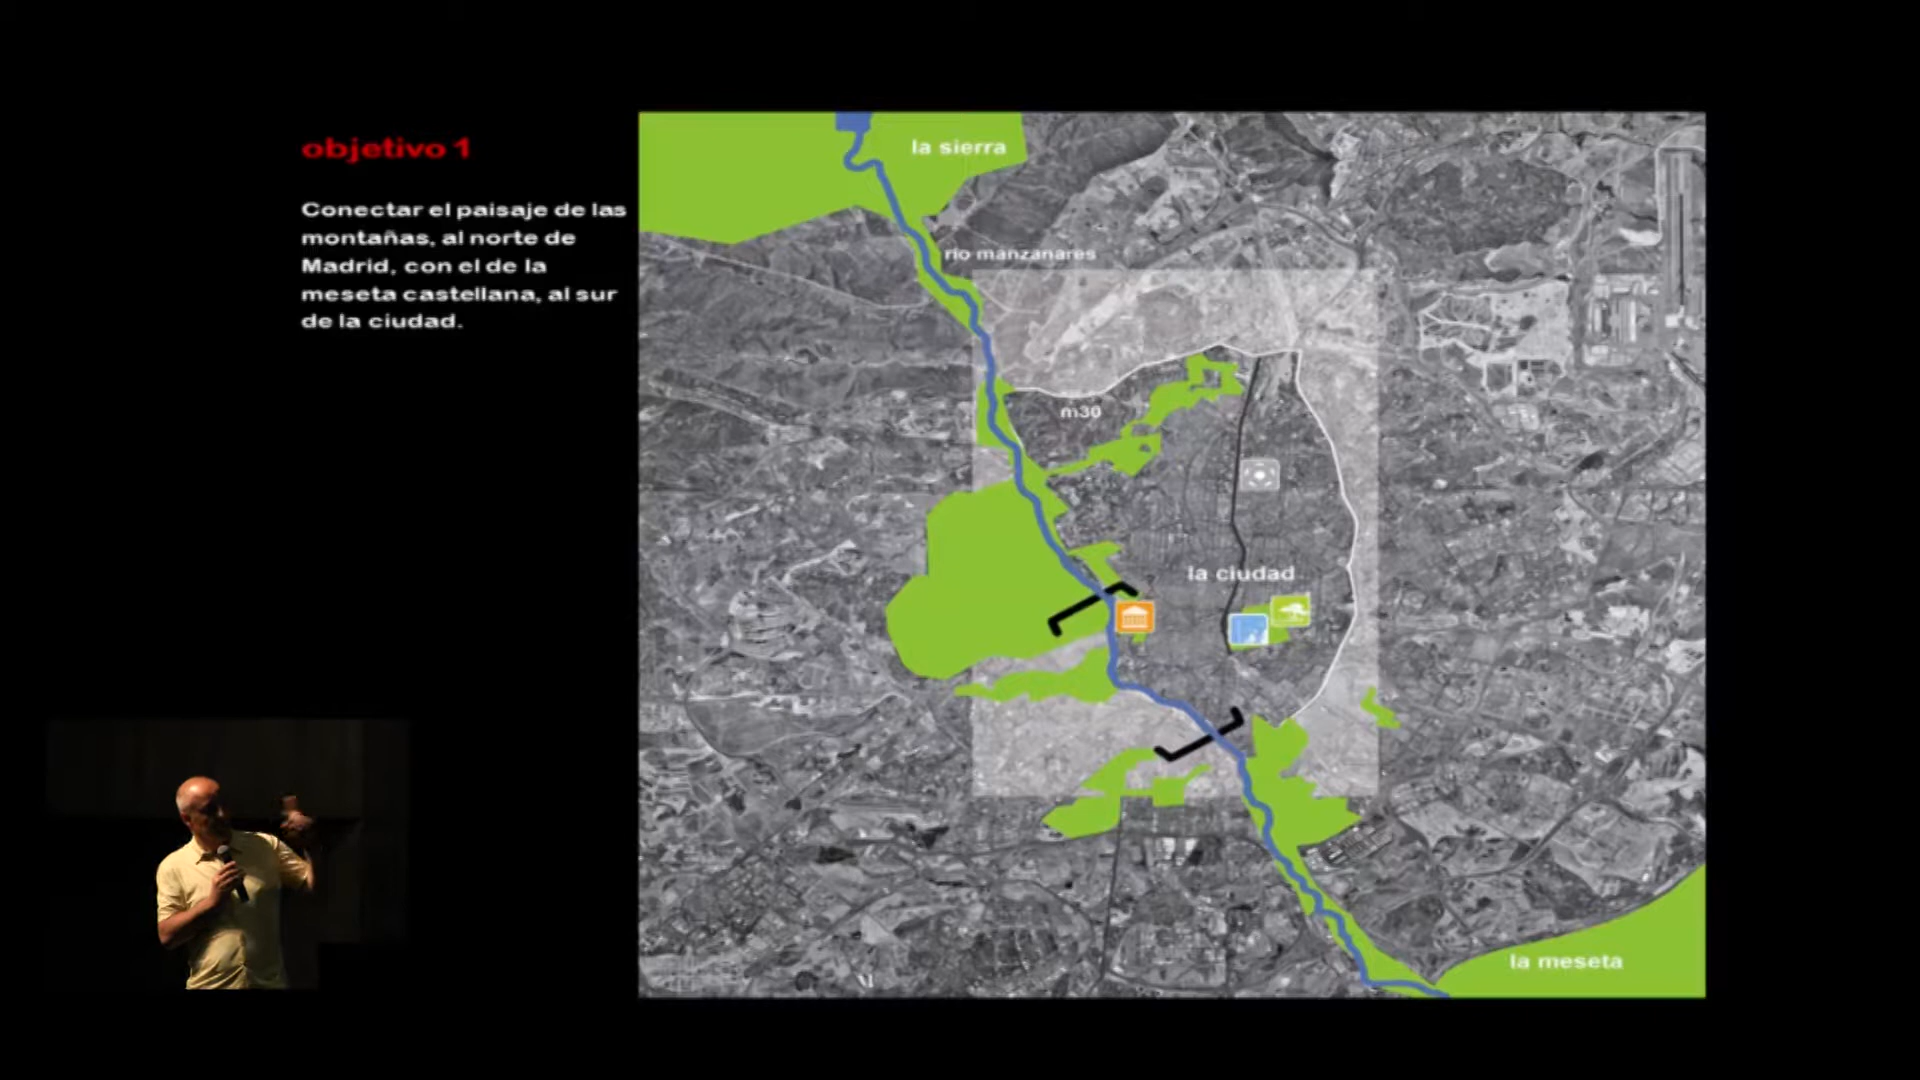 objetivo 1
Conectar el paisaje de las
montañas, al norte de
Madrid, con el de la
meseta castellana, al sur
de la ciudad.
la sierra
rio manzanares
m30
la ciudad
la meseta